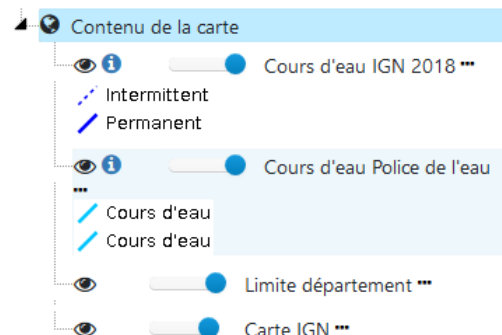 Contenu de la carte
Cours d'eau IGN 2018 •••
Intermittent
Permanent
Cours d'eau Police de l'eau
•••
Cours d'eau
Cours d'eau
Limite département •••
Carte IGN •••